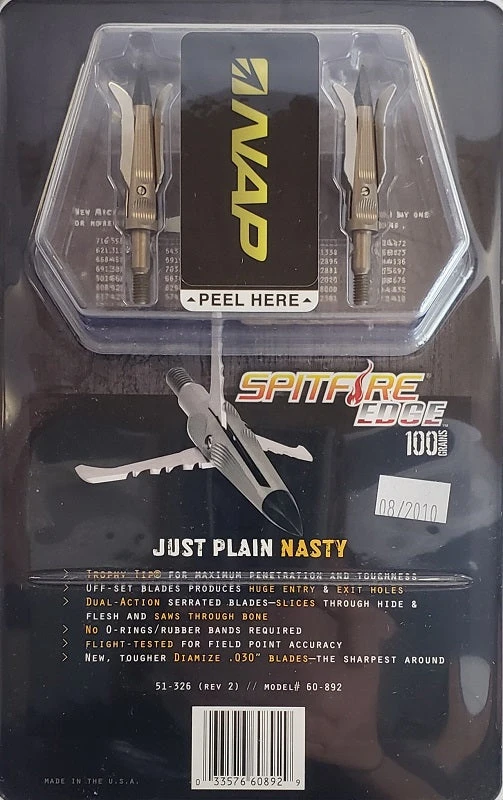 NAP
PEEL HERE
SPITFIRE
EDGE™
100 GRAINS
08/2010
JUST PLAIN NASTY
> TROPHY TIP® FOR MAXIMUM PENETRATION AND TOUGHNESS
> OFF-SET BLADES PRODUCES HUGE ENTRY & EXIT HOLES
> DUAL-ACTION SERRATED BLADES—SLICES THROUGH HIDE &
FLESH AND SAWS THROUGH BONE
> NO O-RINGS/RUBBER BANDS REQUIRED
> FLIGHT-TESTED FOR FIELD POINT ACCURACY
> NEW, TOUGHER DIAMIZE .030" BLADES—THE SHARPEST AROUND
51-326 (REV 2) // MODEL# 60-892
MADE IN THE U.S.A.
0 33576 60892 9